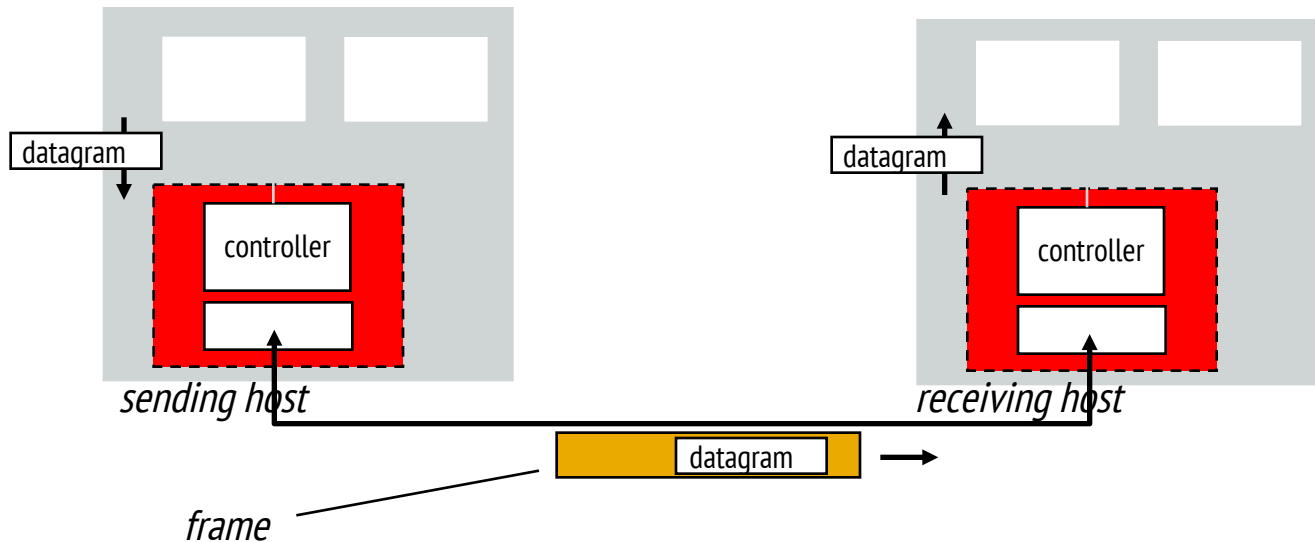 datagram
datagram
controller
controller
sending host
receiving host
datagram
frame